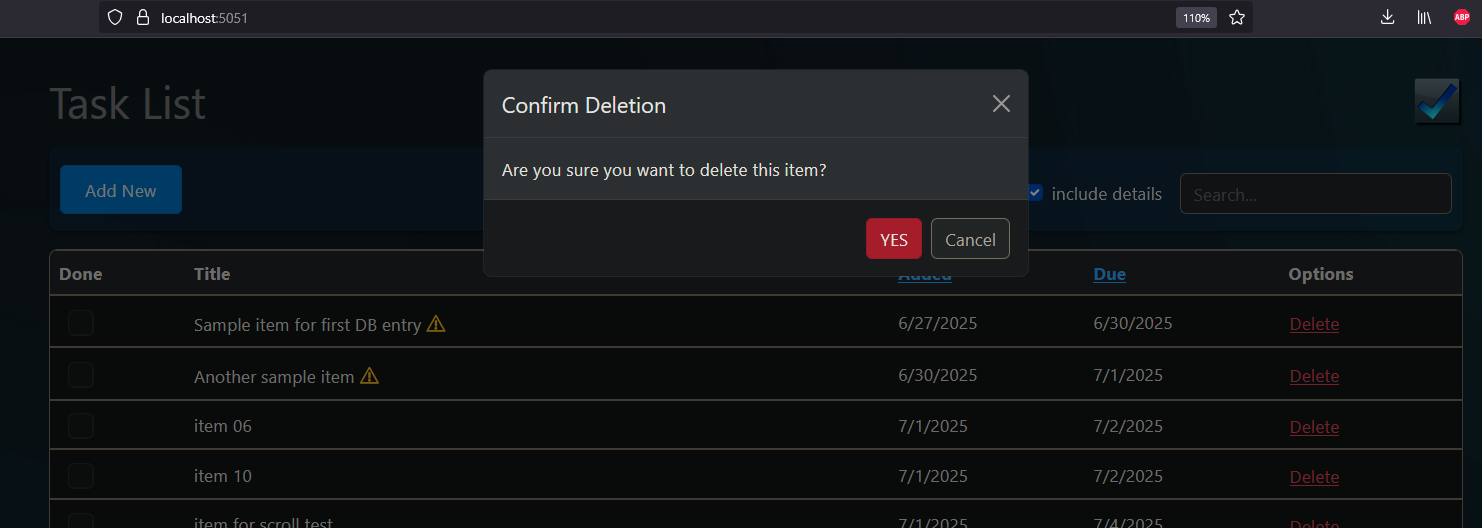 localhost:5051 110% ABP
Task List
Confirm Deletion
Are you sure you want to delete this item?
Add New include details Search...
YES Cancel
Done Title Added Due Options
Sample item for first DB entry 6/27/2025 6/30/2025 Delete
Another sample item 6/30/2025 7/1/2025 Delete
item 06 7/1/2025 7/2/2025 Delete
item 10 7/1/2025 7/2/2025 Delete
item for scroll test 7/1/2025 7/4/2025 Delete